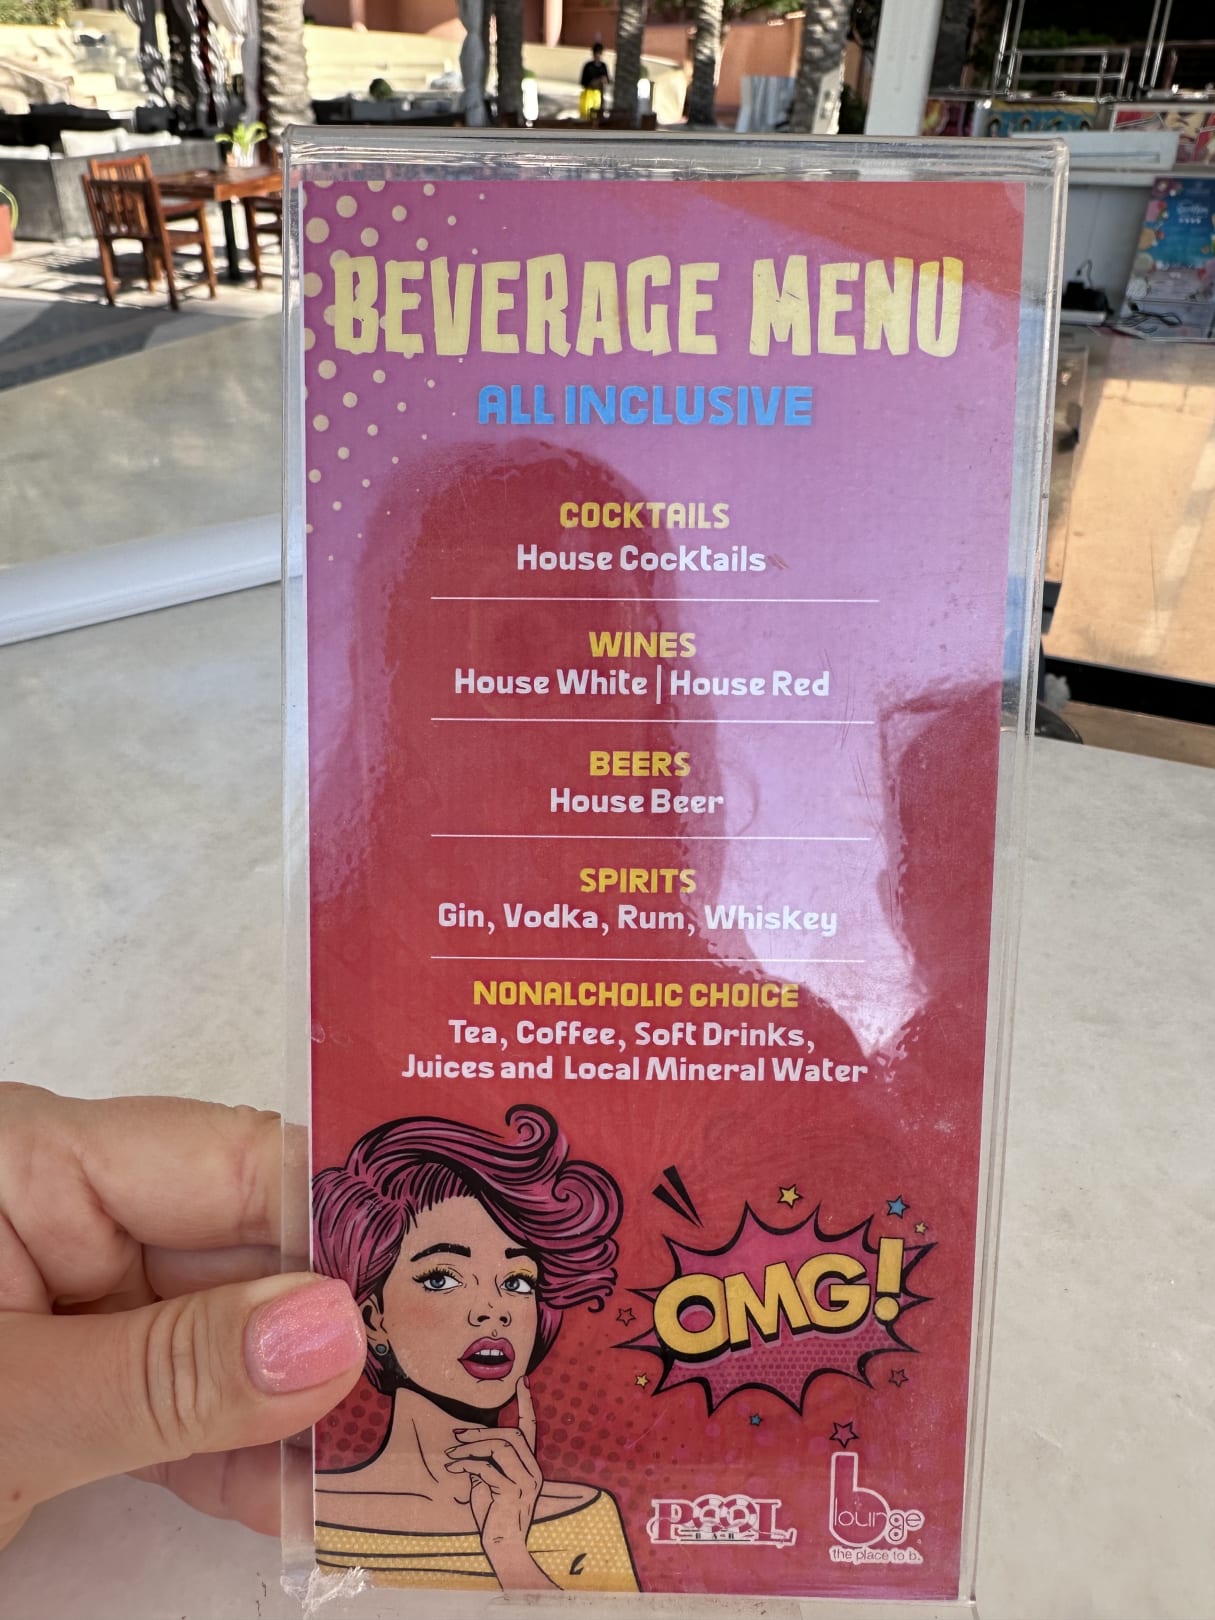 BEVERAGE MENU
ALL INCLUSIVE
COCKTAILS
House Cocktails
WINES
House White | House Red
BEERS
House Beer
SPIRITS
Gin, Vodka, Rum, Whiskey
NONALCHOLIC CHOICE
Tea, Coffee, Soft Drinks,
Juices and Local Mineral Water
OMG!
POOL
b
lounge
the place to b.